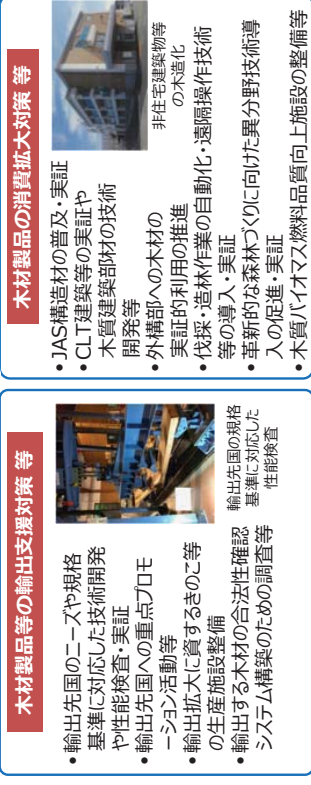 木材製品等の輸出支援対策 等
•輸出先国のニーズや規格
基準に対応した技術開発
や性能検査・実証
•輸出先国への重点プロモ
ーション活動等
•輸出拡大に資するきのこ等
の生産施設整備
•輸出する木材の合法性確認
システム構築のための調査等
輸出先国の規格
基準に対応した
性能検査
木材製品の消費拡大対策 等
•JAS構造材の普及・実証
•CLT建築等の実証や
木質建築部材の技術
開発等
•外構部への木材の
実証的利用の推進
•伐採・造林作業の自動化・遠隔操作技術
等の導入・実証
•革新的な森林づくりに向けた異分野技術導
入の促進・実証
•木質バイオマス燃料品質向上施設の整備等
非住宅建築物等
の木造化